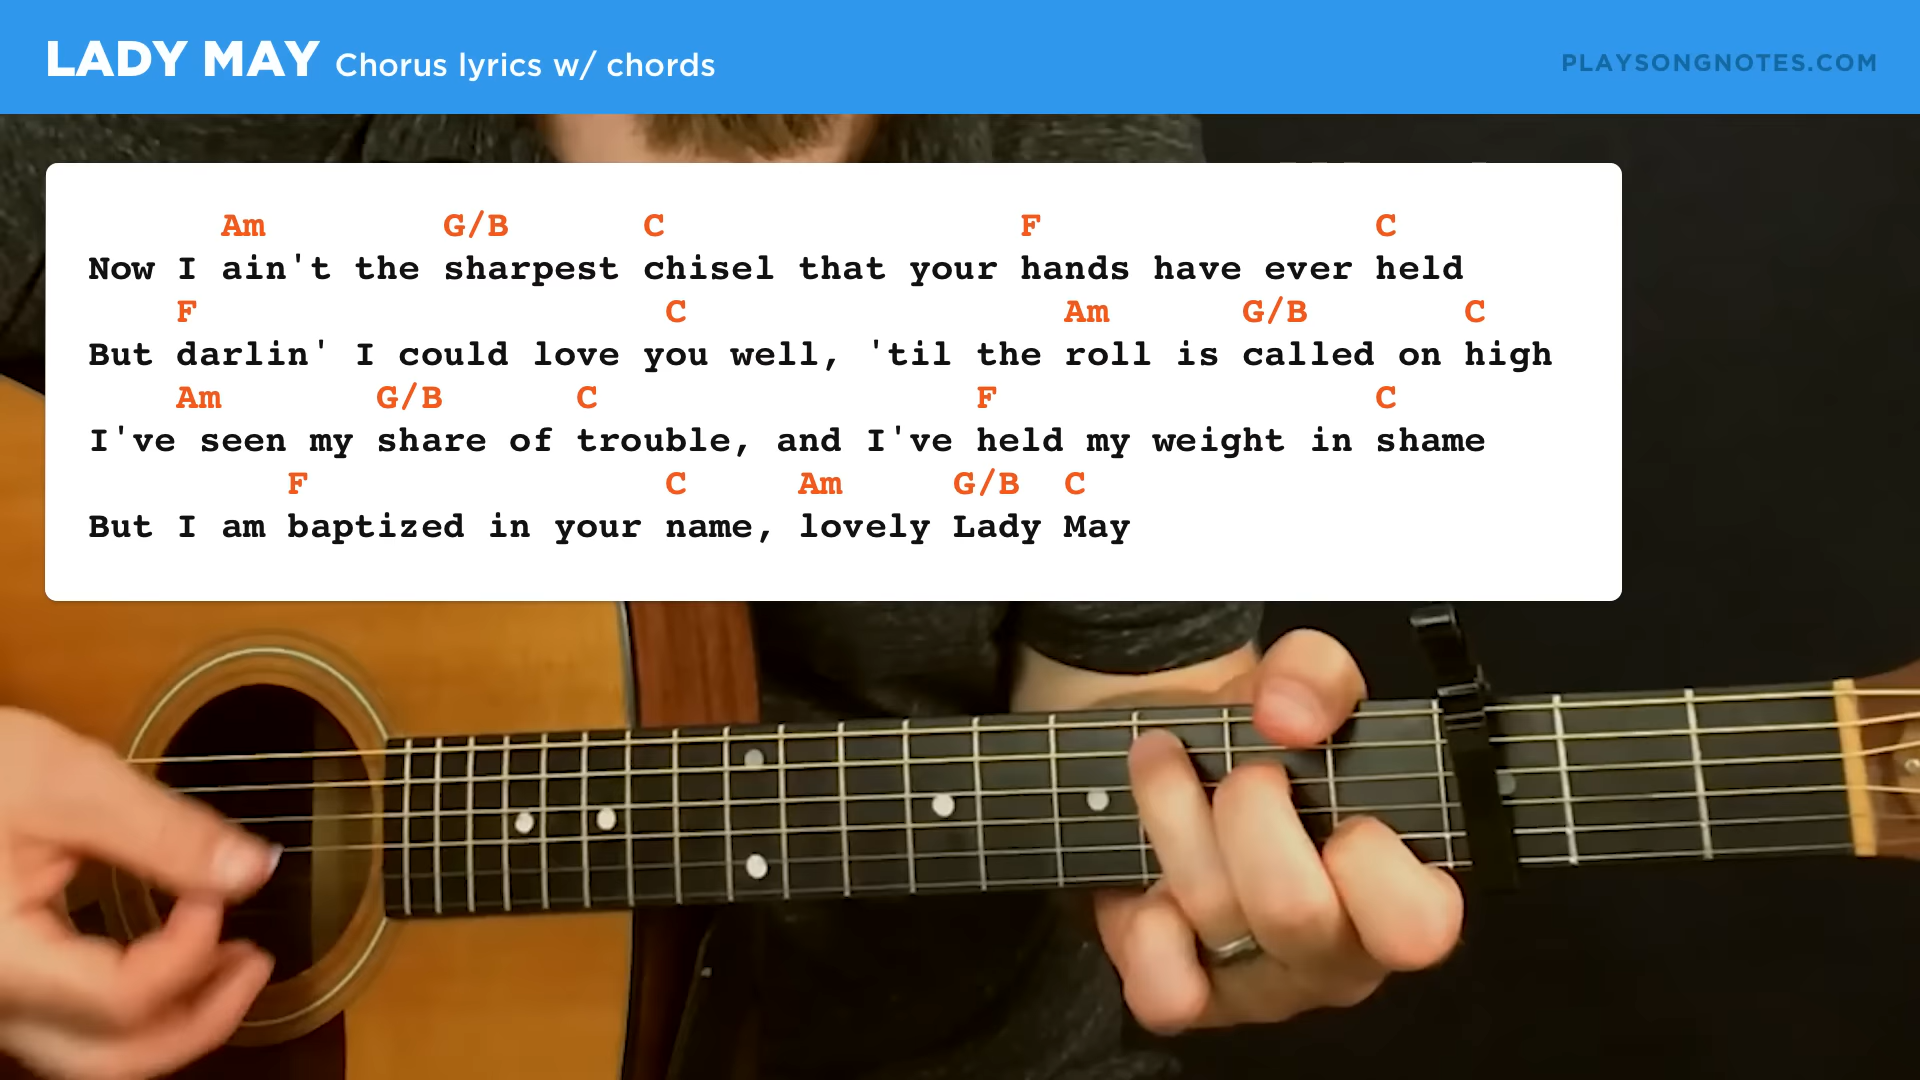 LADY MAY Chorus lyrics w/ chords
PLAYSONGNOTES.COM
Am G/B C F C
Now I ain't the sharpest chisel that your hands have ever held
F C Am G/B C
But darlin' I could love you well, 'til the roll is called on high
Am G/B C F C
I've seen my share of trouble, and I've held my weight in shame
F C Am G/B C
But I am baptized in your name, lovely Lady May